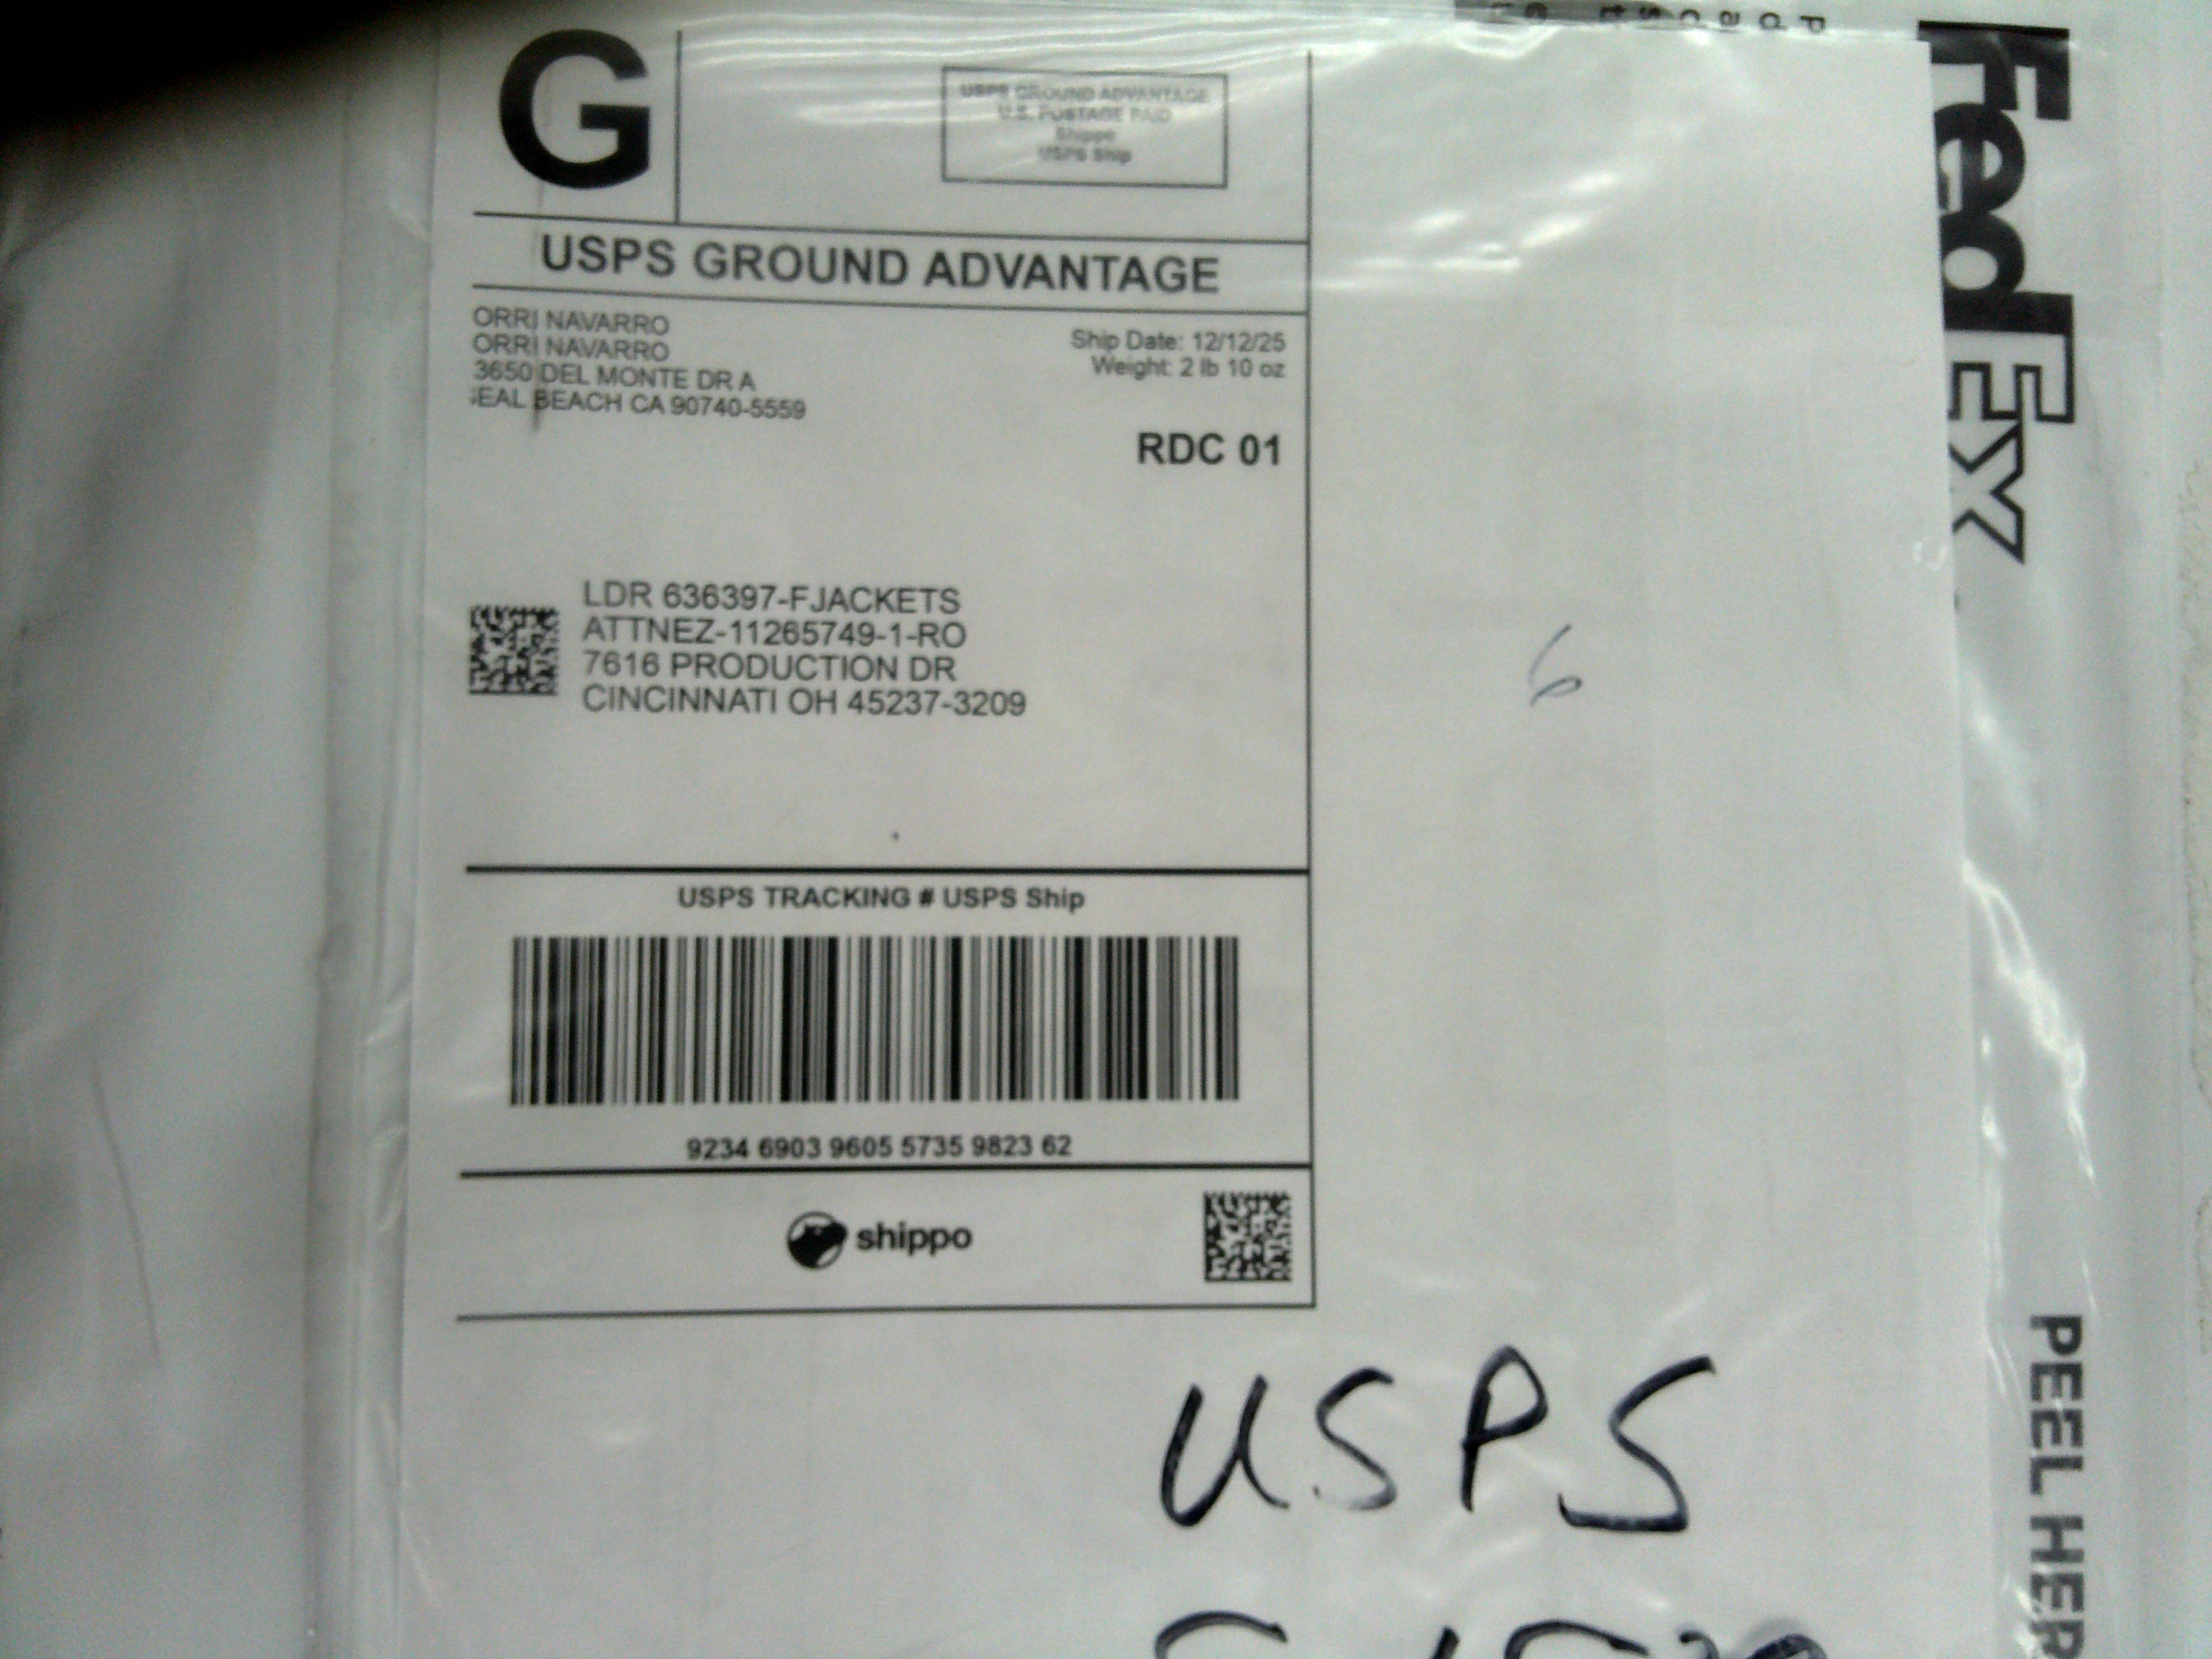 G
USPS GROUND ADVANTAGE
U.S. POSTAGE PAID
Shippo
USPS Ship
USPS GROUND ADVANTAGE
ORRI NAVARRO
ORRI NAVARRO
3650 DEL MONTE DR A
SEAL BEACH CA 90740-5559
Ship Date: 12/12/25
Weight: 2 lb 10 oz
RDC 01
LDR 636397-FJACKETS
ATTNEZ-11265749-1-RO
7616 PRODUCTION DR
CINCINNATI OH 45237-3209
USPS TRACKING # USPS Ship
9234 6903 9605 5735 9823 62
shippo
6
USPS
FedEx
PEEL HER